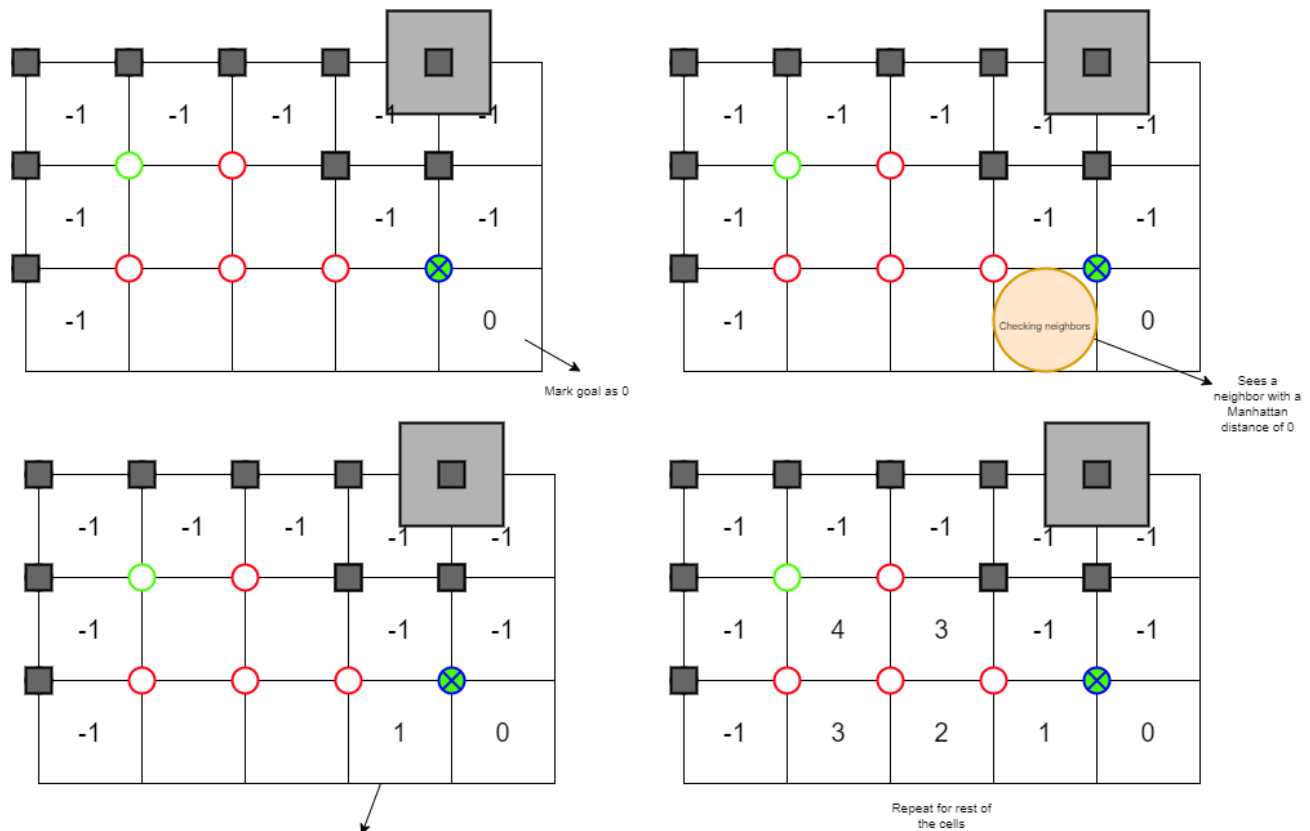 -1 -1 -1 -1 -1
-1 -1 -1
-1 0
Mark goal as 0
-1 -1 -1 -1 -1
-1 -1 -1
-1 Checking neighbors 0
Sees a
neighbor with a
Manhattan
distance of 0
-1 -1 -1 -1 -1
-1 -1 -1
-1 1 0
-1 -1 -1 -1 -1
-1 4 3 -1 -1
-1 3 2 1 0
Repeat for rest of
the cells